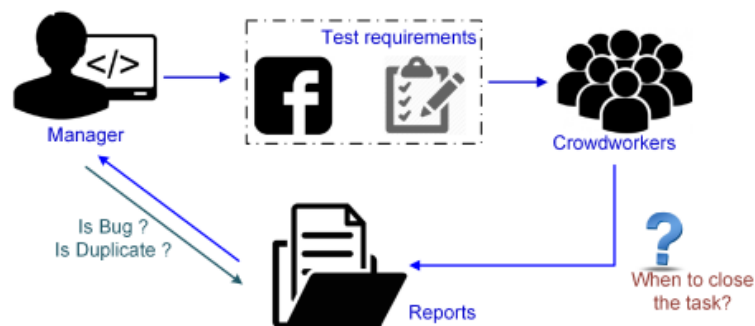 Test requirements
</>
f
Manager
Crowdworkers
Is Bug ?
Is Duplicate ?
?
When to close
the task?
Reports